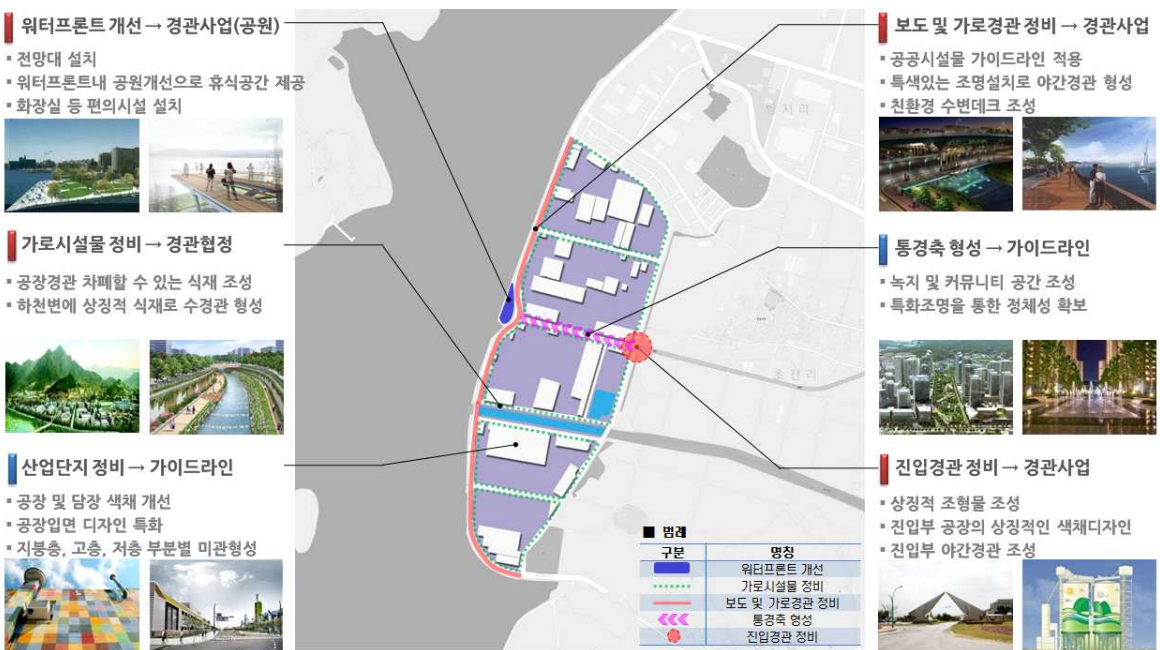 워터프론트 개선 → 경관사업(공원)
▪ 전망대 설치
▪ 워터프론트내 공원개선으로 휴식공간 제공
▪ 화장실 등 편의시설 설치
가로시설물 정비 → 경관협정
▪ 공장경관 차폐할 수 있는 식재 조성
▪ 하천변에 상징적 식재로 수경관 형성
산업단지 정비 → 가이드라인
▪ 공장 및 담장 색채 개선
▪ 공장입면 디자인 특화
▪ 지붕층, 고층, 저층 부분별 미관형성
방지리
초전리
■ 범례
구분 명칭
워터프론트 개선
가로시설물 정비
보도 및 가로경관 정비
통경축 형성
진입경관 정비
보도 및 가로경관 정비 → 경관사업
▪ 공공시설물 가이드라인 적용
▪ 특색있는 조명설치로 야간경관 형성
▪ 친환경 수변데크 조성
통경축 형성 → 가이드라인
▪ 녹지 및 커뮤니티 공간 조성
▪ 특화조명을 통한 정체성 확보
진입경관 정비 → 경관사업
▪ 상징적 조형물 조성
▪ 진입부 공장의 상징적인 색채디자인
▪ 진입부 야간경관 조성